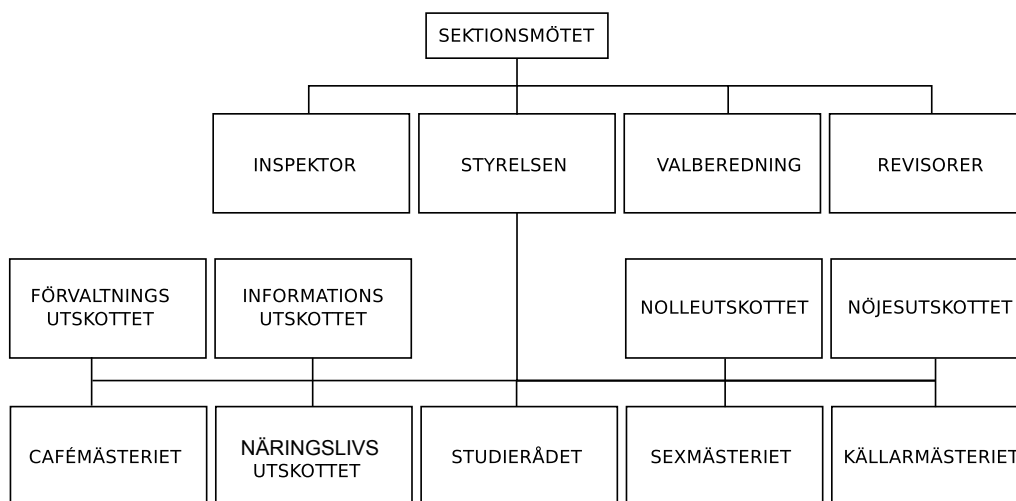 SEKTIONSMÖTET
INSPEKTOR
STYRELSEN
VALBEREDNING
REVISORER
FÖRVALTNINGS
UTSKOTTET
INFORMATIONS
UTSKOTTET
NOLLEUTSKOTTET
NÖJESUTSKOTTET
CAFÉMÄSTERIET
NÄRINGSLIVS
UTSKOTTET
STUDIERÅDET
SEXMÄSTERIET
KÄLLARMÄSTERIET